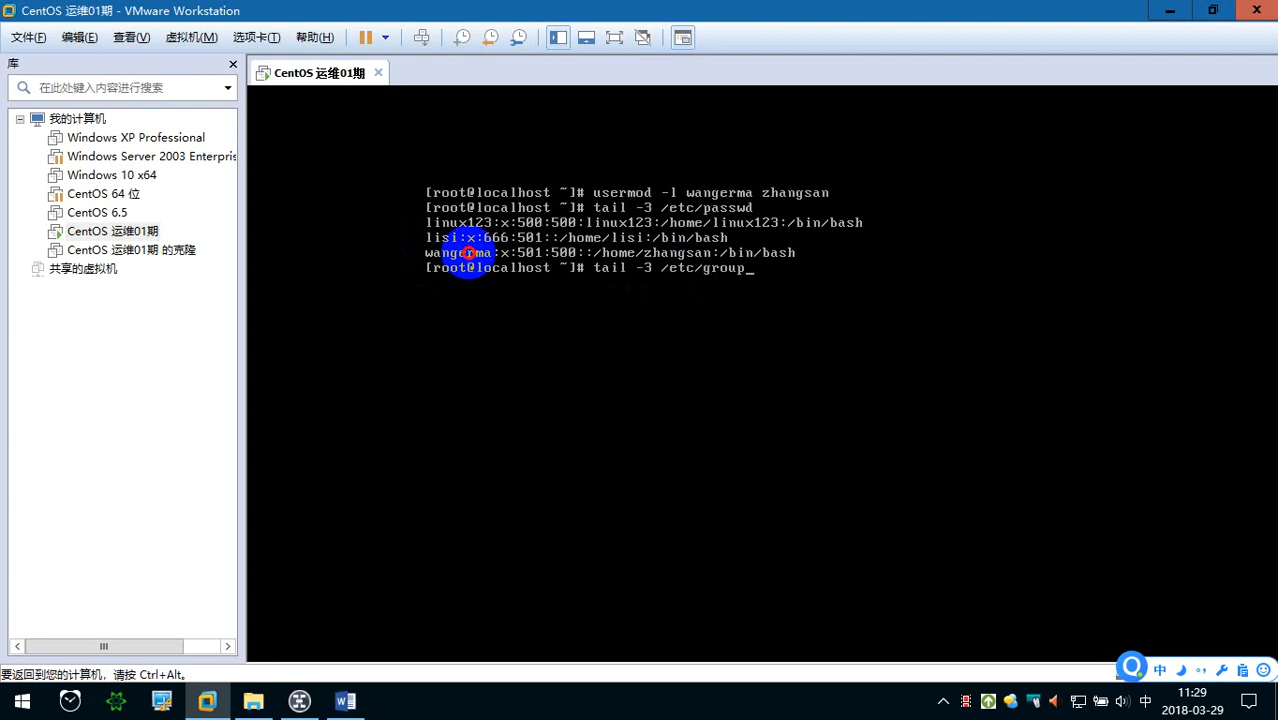 CentOS 运维01期 - VMware Workstation
文件(F) 编辑(E) 查看(V) 虚拟机(M) 选项卡(T) 帮助(H)
库
在此处键入内容进行搜索
我的计算机
Windows XP Professional
Windows Server 2003 Enterpris
Windows 10 x64
CentOS 64 位
CentOS 6.5
CentOS 运维01期
CentOS 运维01期 的克隆
共享的虚拟机
CentOS 运维01期
[root@localhost ~]# usermod -l wangerma zhangsan
[root@localhost ~]# tail -3 /etc/passwd
linux123:x:500:500:linux123:/home/linux123:/bin/bash
lisi:x:666:501::/home/lisi:/bin/bash
wangerma:x:501:500::/home/zhangsan:/bin/bash
[root@localhost ~]# tail -3 /etc/group_
要返回到您的计算机，请按 Ctrl+Alt。
中
中
11:29
2018-03-29